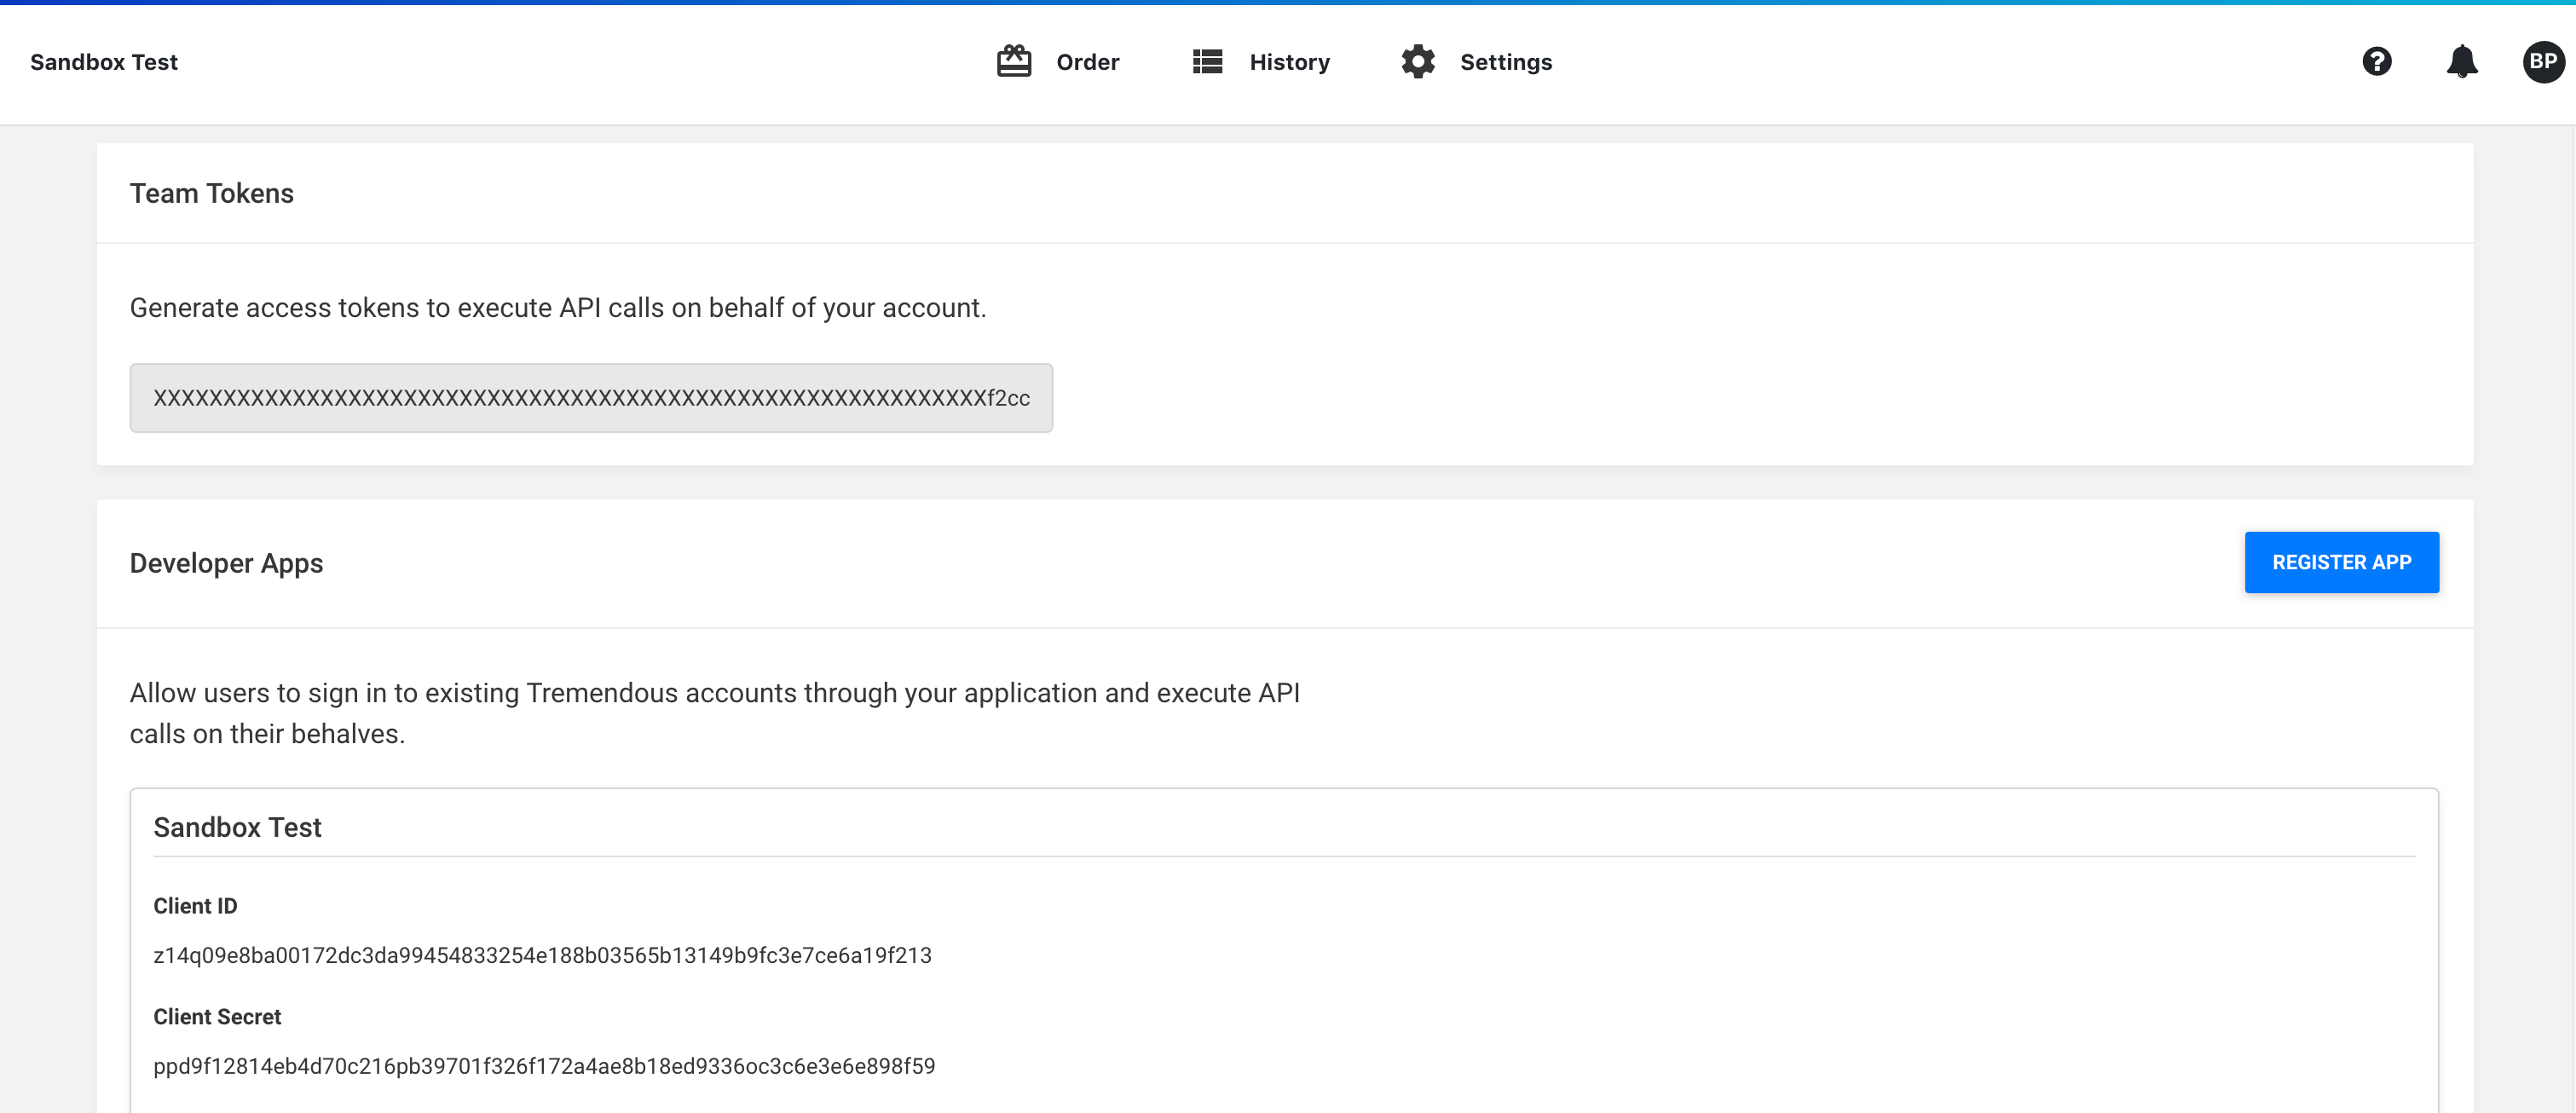 Sandbox Test
Order
History
Settings
BP
Team Tokens
Generate access tokens to execute API calls on behalf of your account.
XXXXXXXXXXXXXXXXXXXXXXXXXXXXXXXXXXXXXXXXXXXXXXXXXXXXXXXXXXXXf2cc
Developer Apps
REGISTER APP
Allow users to sign in to existing Tremendous accounts through your application and execute API
calls on their behalves.
Sandbox Test
Client ID
z14q09e8ba00172dc3da99454833254e188b03565b13149b9fc3e7ce6a19f213
Client Secret
ppd9f12814eb4d70c216pb39701f326f172a4ae8b18ed9336oc3c6e3e6e898f59